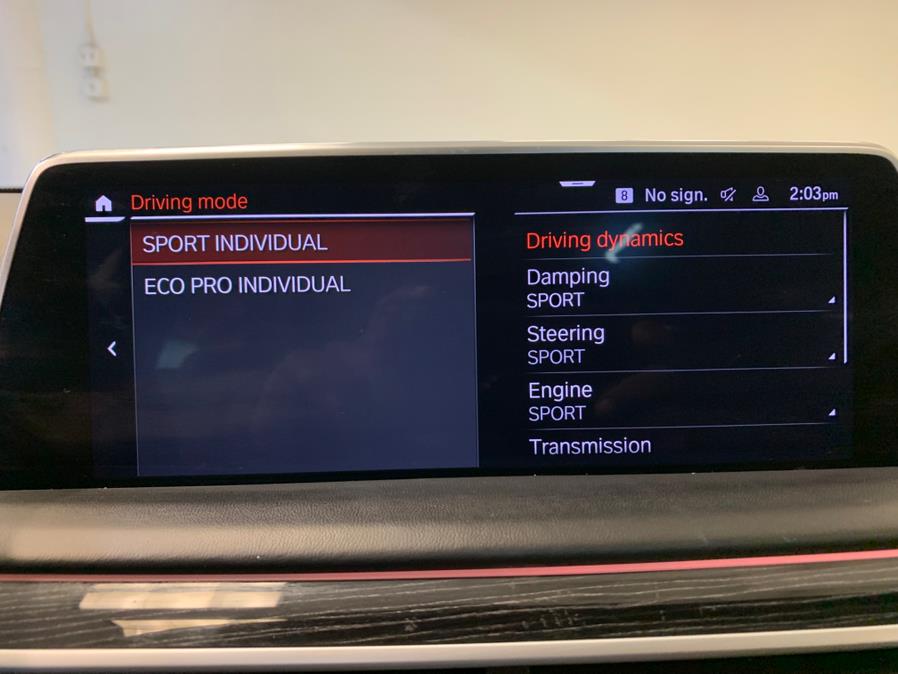 Driving mode
8 No sign. 2:03pm
SPORT INDIVIDUAL
ECO PRO INDIVIDUAL
Driving dynamics
Damping
SPORT
Steering
SPORT
Engine
SPORT
Transmission